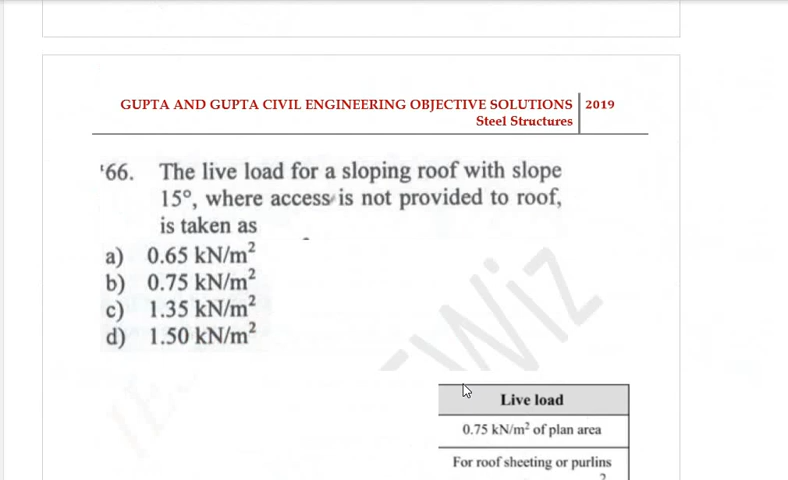 GUPTA AND GUPTA CIVIL ENGINEERING OBJECTIVE SOLUTIONS 2019
Steel Structures
'66. The live load for a sloping roof with slope
15°, where access is not provided to roof,
is taken as
a) 0.65 kN/m²
b) 0.75 kN/m²
c) 1.35 kN/m²
d) 1.50 kN/m²
Live load
0.75 kN/m² of plan area
For roof sheeting or purlins